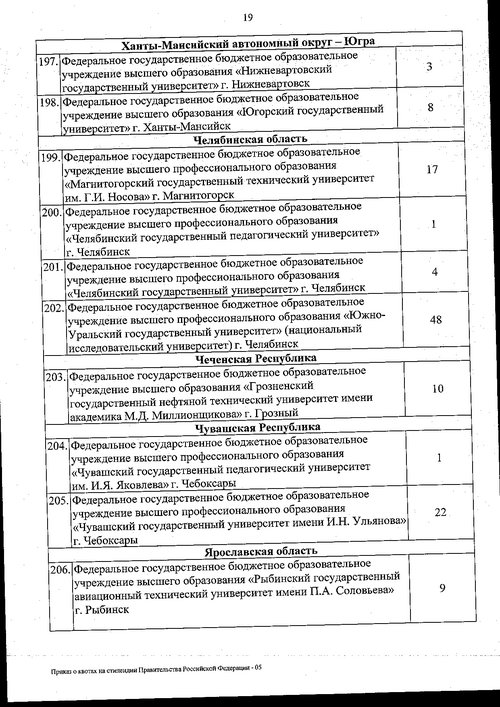 19
Ханты-Мансийский автономный округ – Югра
197. Федеральное государственное бюджетное образовательное
учреждение высшего образования «Нижневартовский
государственный университет» г. Нижневартовск
3
198. Федеральное государственное бюджетное образовательное
учреждение высшего образования «Югорский государственный
университет» г. Ханты-Мансийск
8
Челябинская область
199. Федеральное государственное бюджетное образовательное
учреждение высшего профессионального образования
«Магнитогорский государственный технический университет
им. Г.И. Носова» г. Магнитогорск
17
200. Федеральное государственное бюджетное образовательное
учреждение высшего профессионального образования
«Челябинский государственный педагогический университет»
г. Челябинск
1
201. Федеральное государственное бюджетное образовательное
учреждение высшего профессионального образования
«Челябинский государственный университет» г. Челябинск
4
202. Федеральное государственное бюджетное образовательное
учреждение высшего профессионального образования «Южно-
Уральский государственный университет» (национальный
исследовательский университет) г. Челябинск
48
Чеченская Республика
203. Федеральное государственное бюджетное образовательное
учреждение высшего образования «Грозненский
государственный нефтяной технический университет имени
академика М.Д. Миллионщикова» г. Грозный
10
Чувашская Республика
204. Федеральное государственное бюджетное образовательное
учреждение высшего профессионального образования
«Чувашский государственный педагогический университет
им. И.Я. Яковлева» г. Чебоксары
1
205. Федеральное государственное бюджетное образовательное
учреждение высшего профессионального образования
«Чувашский государственный университет имени И.Н. Ульянова»
г. Чебоксары
22
Ярославская область
206. Федеральное государственное бюджетное образовательное
учреждение высшего образования «Рыбинский государственный
авиационный технический университет имени П.А. Соловьева»
г. Рыбинск
9
Приказ о квотах на стипендии Правительства Российской Федерации - 05